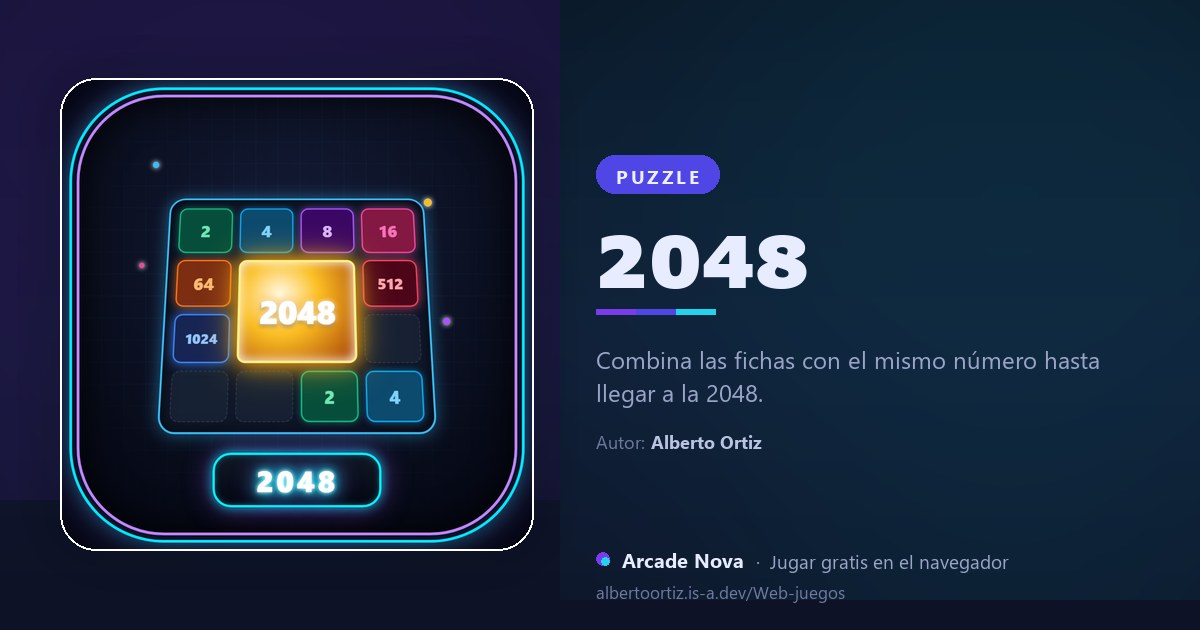 2 4 8 16
64 2048 512
1024
2 4
2048
PUZZLE
2048
Combina las fichas con el mismo número hasta
llegar a la 2048.
Autor: Alberto Ortiz
Arcade Nova · Jugar gratis en el navegador
albertoortiz.is-a.dev/Web-juegos